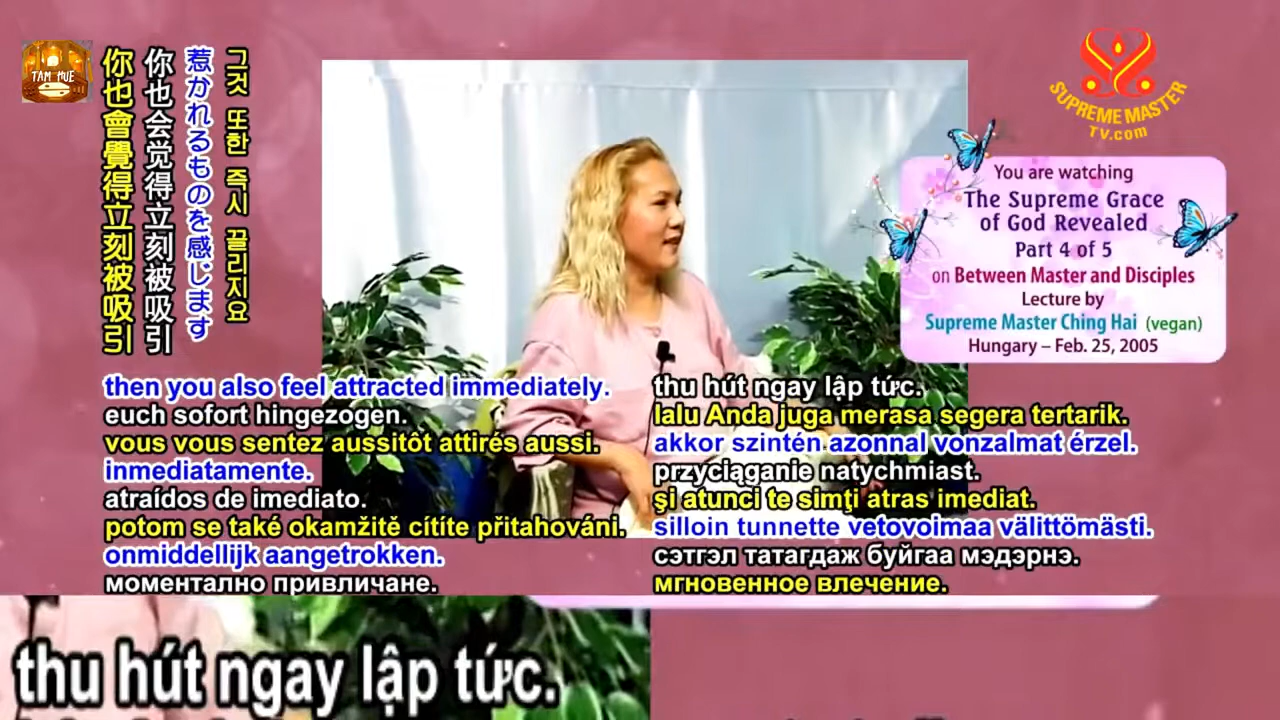 TAM HUE
你也會覺得立刻被吸引
你也会觉得立刻被吸引
惹かれるものを感じます
그것 또한 즉시 끌리지요
SUPREME MASTER
TV.com
You are watching
The Supreme Grace
of God Revealed
Part 4 of 5
on Between Master and Disciples
Lecture by
Supreme Master Ching Hai (vegan)
Hungary – Feb. 25, 2005
then you also feel attracted immediately.
euch sofort hingezogen.
vous vous sentez aussitôt attirés aussi.
inmediatamente.
atraídos de imediato.
potom se také okamžitě cítíte přitahováni.
onmiddellijk aangetrokken.
моментално привличане.
thu hút ngay lập tức.
lalu Anda juga merasa segera tertarik.
akkor szintén azonnal vonzalmat érzel.
przyciąganie natychmiast.
şi atunci te simţi atras imediat.
silloin tunnette vetovoimaa välittömästi.
сэтгэл татагдаж буйгаа мэдэрнэ.
мгновенное влечение.
thu hút ngay lập tức.